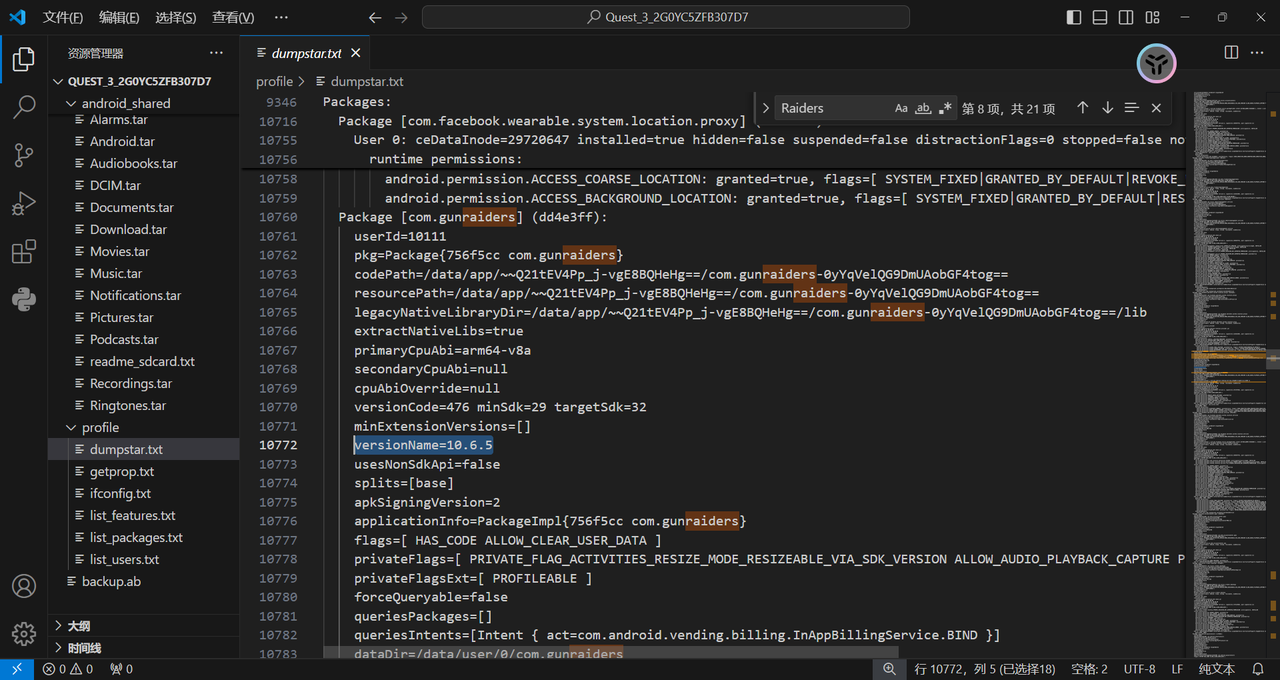 文件(F) 编辑(E) 选择(S) 查看(V) ··· Quest_3_2G0YC5ZFB307D7
资源管理器 ···
QUEST_3_2G0YC5ZFB307D7
android_shared
Alarms.tar
Android.tar
Audiobooks.tar
DCIM.tar
Documents.tar
Download.tar
Movies.tar
Music.tar
Notifications.tar
Pictures.tar
Podcasts.tar
readme_sdcard.txt
Recordings.tar
Ringtones.tar
profile
dumpstar.txt
getprop.txt
ifconfig.txt
list_features.txt
list_packages.txt
list_users.txt
backup.ab
大纲
时间线
dumpstar.txt
profile > dumpstar.txt
Raiders Aa ab .* 第 8 项，共 21 项
9346 Packages:
10716 Package [com.facebook.wearable.system.location.proxy]
10755 User 0: ceDataInode=29720647 installed=true hidden=false suspended=false distractionFlags=0 stopped=false no
10756 runtime permissions:
10758 android.permission.ACCESS_COARSE_LOCATION: granted=true, flags=[ SYSTEM_FIXED|GRANTED_BY_DEFAULT|REVOKE_
10759 android.permission.ACCESS_BACKGROUND_LOCATION: granted=true, flags=[ SYSTEM_FIXED|GRANTED_BY_DEFAULT|RES
10760 Package [com.gunraiders] (dd4e3ff):
10761 userId=10111
10762 pkg=Package{756f5cc com.gunraiders}
10763 codePath=/data/app/~~Q21tEV4Pp_j-vgE8BQHeHg==/com.gunraiders-0yYqVelQG9DmUAobGF4tog==
10764 resourcePath=/data/app/~~Q21tEV4Pp_j-vgE8BQHeHg==/com.gunraiders-0yYqVelQG9DmUAobGF4tog==
10765 legacyNativeLibraryDir=/data/app/~~Q21tEV4Pp_j-vgE8BQHeHg==/com.gunraiders-0yYqVelQG9DmUAobGF4tog==/lib
10766 extractNativeLibs=true
10767 primaryCpuAbi=arm64-v8a
10768 secondaryCpuAbi=null
10769 cpuAbiOverride=null
10770 versionCode=476 minSdk=29 targetSdk=32
10771 minExtensionVersions=[]
10772 versionName=10.6.5
10773 usesNonSdkApi=false
10774 splits=[base]
10775 apkSigningVersion=2
10776 applicationInfo=PackageImpl{756f5cc com.gunraiders}
10777 flags=[ HAS_CODE ALLOW_CLEAR_USER_DATA ]
10778 privateFlags=[ PRIVATE_FLAG_ACTIVITIES_RESIZE_MODE_RESIZEABLE_VIA_SDK_VERSION ALLOW_AUDIO_PLAYBACK_CAPTURE P
10779 privateFlagsExt=[ PROFILEABLE ]
10780 forceQueryable=false
10781 queriesPackages=[]
10782 queriesIntents=[Intent { act=com.android.vending.billing.InAppBillingService.BIND }]
10783 dataDir=/data/user/0/com.gunraiders
0 0 0 行 10772，列 5 (已选择18) 空格: 2 UTF-8 LF 纯文本